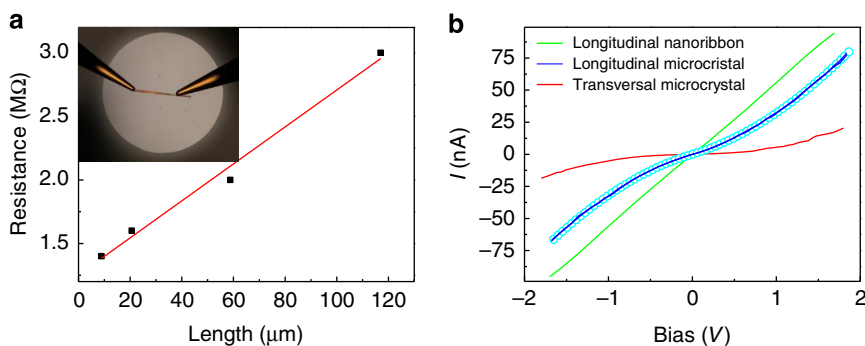 a
3.0
2.5
2.0
1.5
Resistance (MΩ)
0 20 40 60 80 100 120
Length (μm)
b
Longitudinal nanoribbon
Longitudinal microcristal
Transversal microcrystal
75
50
25
0
−25
−50
−75
I (nA)
−2 −1 0 1 2
Bias (V)